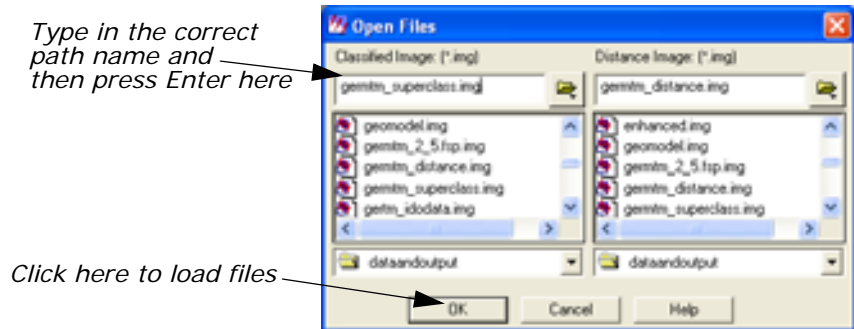 Type in the correct
path name and
then press Enter here
Open Files
Classified Image: (*.img)
germtm_superclass.img
geomodel.img
germtm_2_5.fsp.img
germtm_distance.img
germtm_superclass.img
gertm_idodata.img
dataandoutput
Distance Image: (*.img)
germtm_distance.img
enhanced.img
geomodel.img
germtm_2_5.fsp.img
germtm_distance.img
germtm_superclass.img
dataandoutput
Click here to load files
OK
Cancel
Help